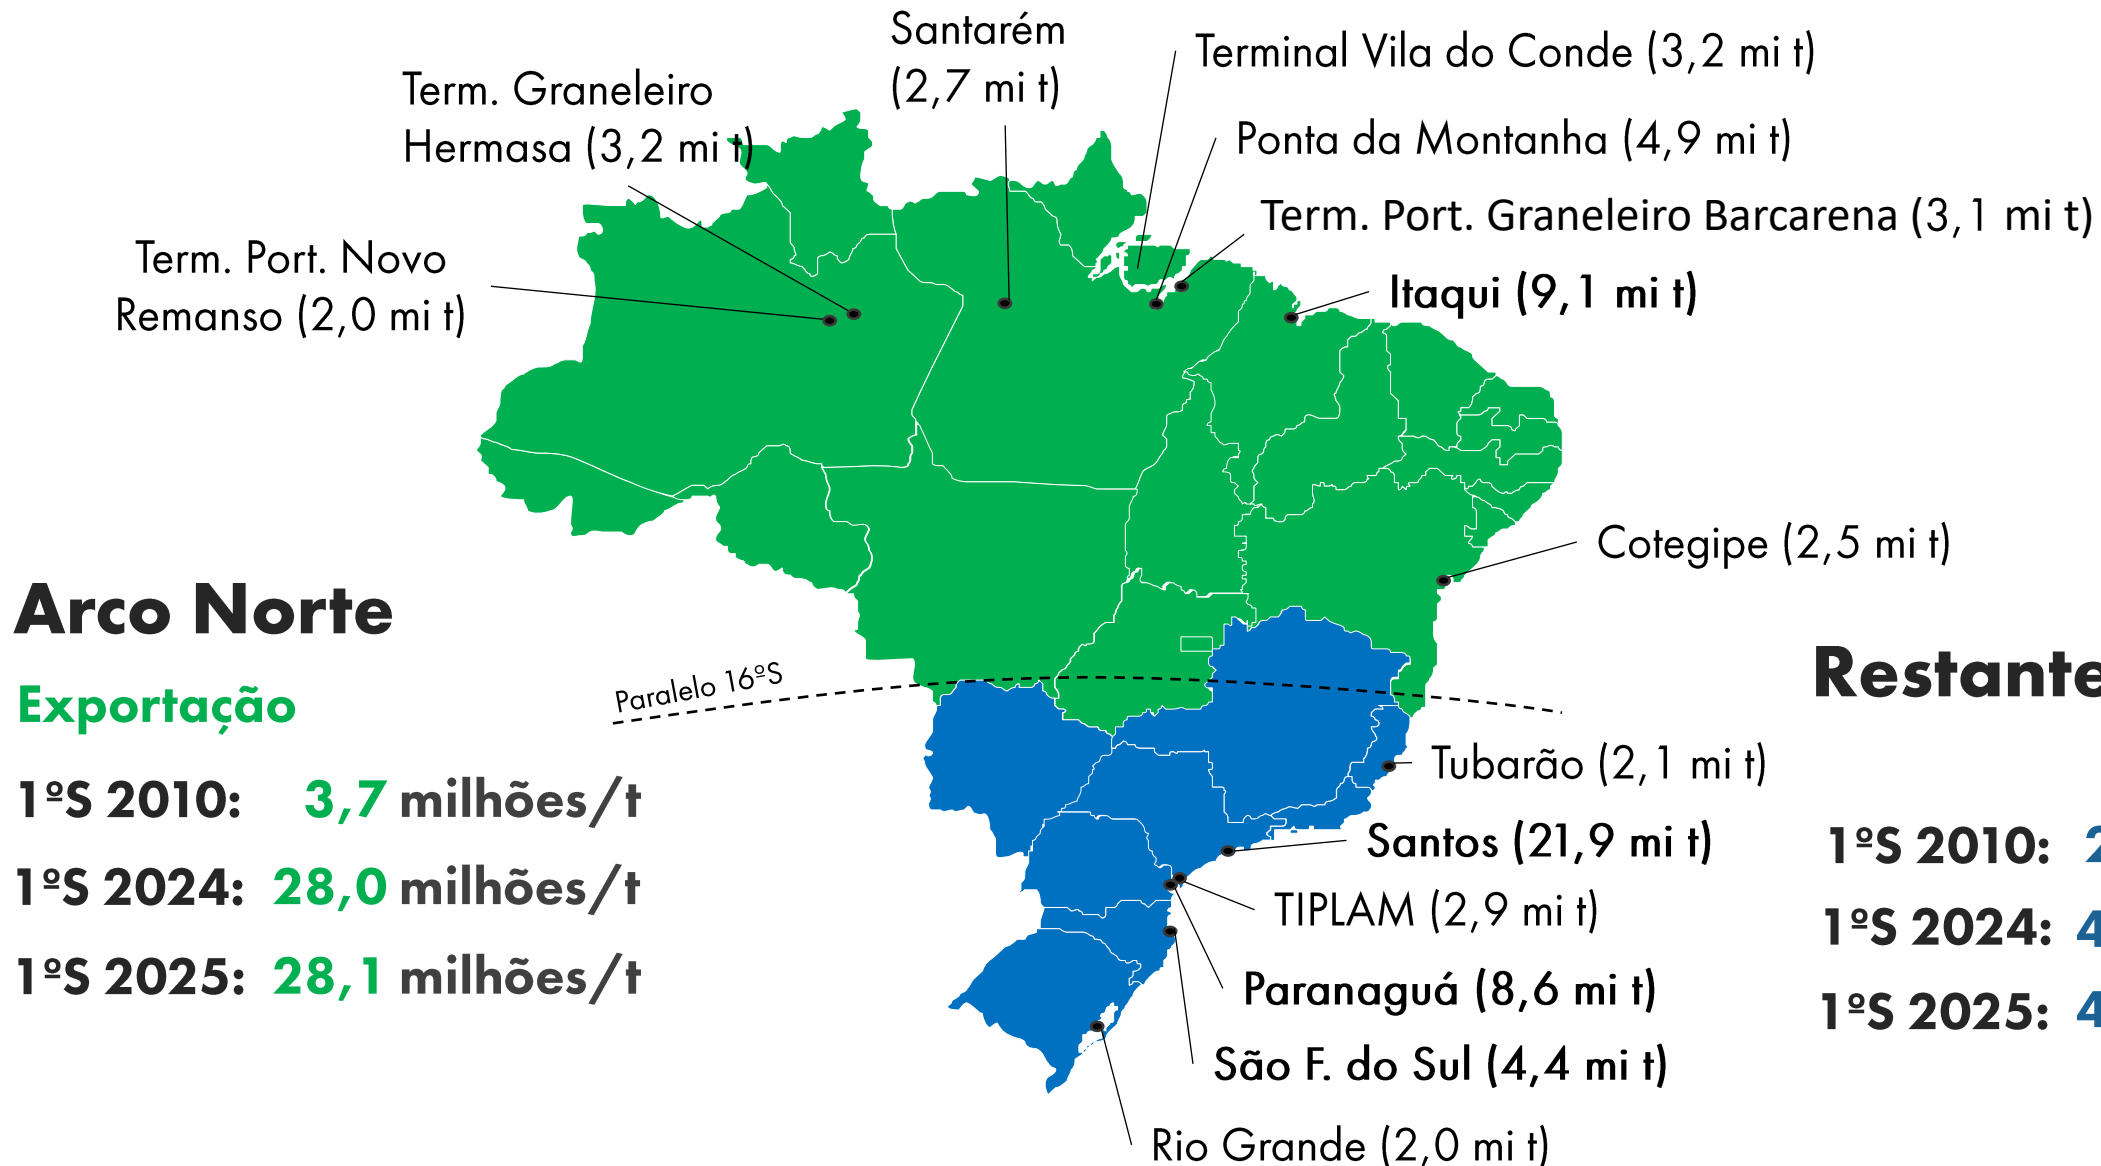 Santarém
(2,7 mi t)
Terminal Vila do Conde (3,2 mi t)
Term. Graneleiro
Hermasa (3,2 mi t)
Ponta da Montanha (4,9 mi t)
Term. Port. Graneleiro Barcarena (3,1 mi t)
Term. Port. Novo
Remanso (2,0 mi t)
Itaqui (9,1 mi t)
Cotegipe (2,5 mi t)
Arco Norte
Exportação
1ºS 2010: 3,7 milhões/t
1ºS 2024: 28,0 milhões/t
1ºS 2025: 28,1 milhões/t
Paralelo 16ºS
Restante
Tubarão (2,1 mi t)
Santos (21,9 mi t)
TIPLAM (2,9 mi t)
Paranaguá (8,6 mi t)
São F. do Sul (4,4 mi t)
Rio Grande (2,0 mi t)
1ºS 2010: 2
1ºS 2024: 4
1ºS 2025: 4